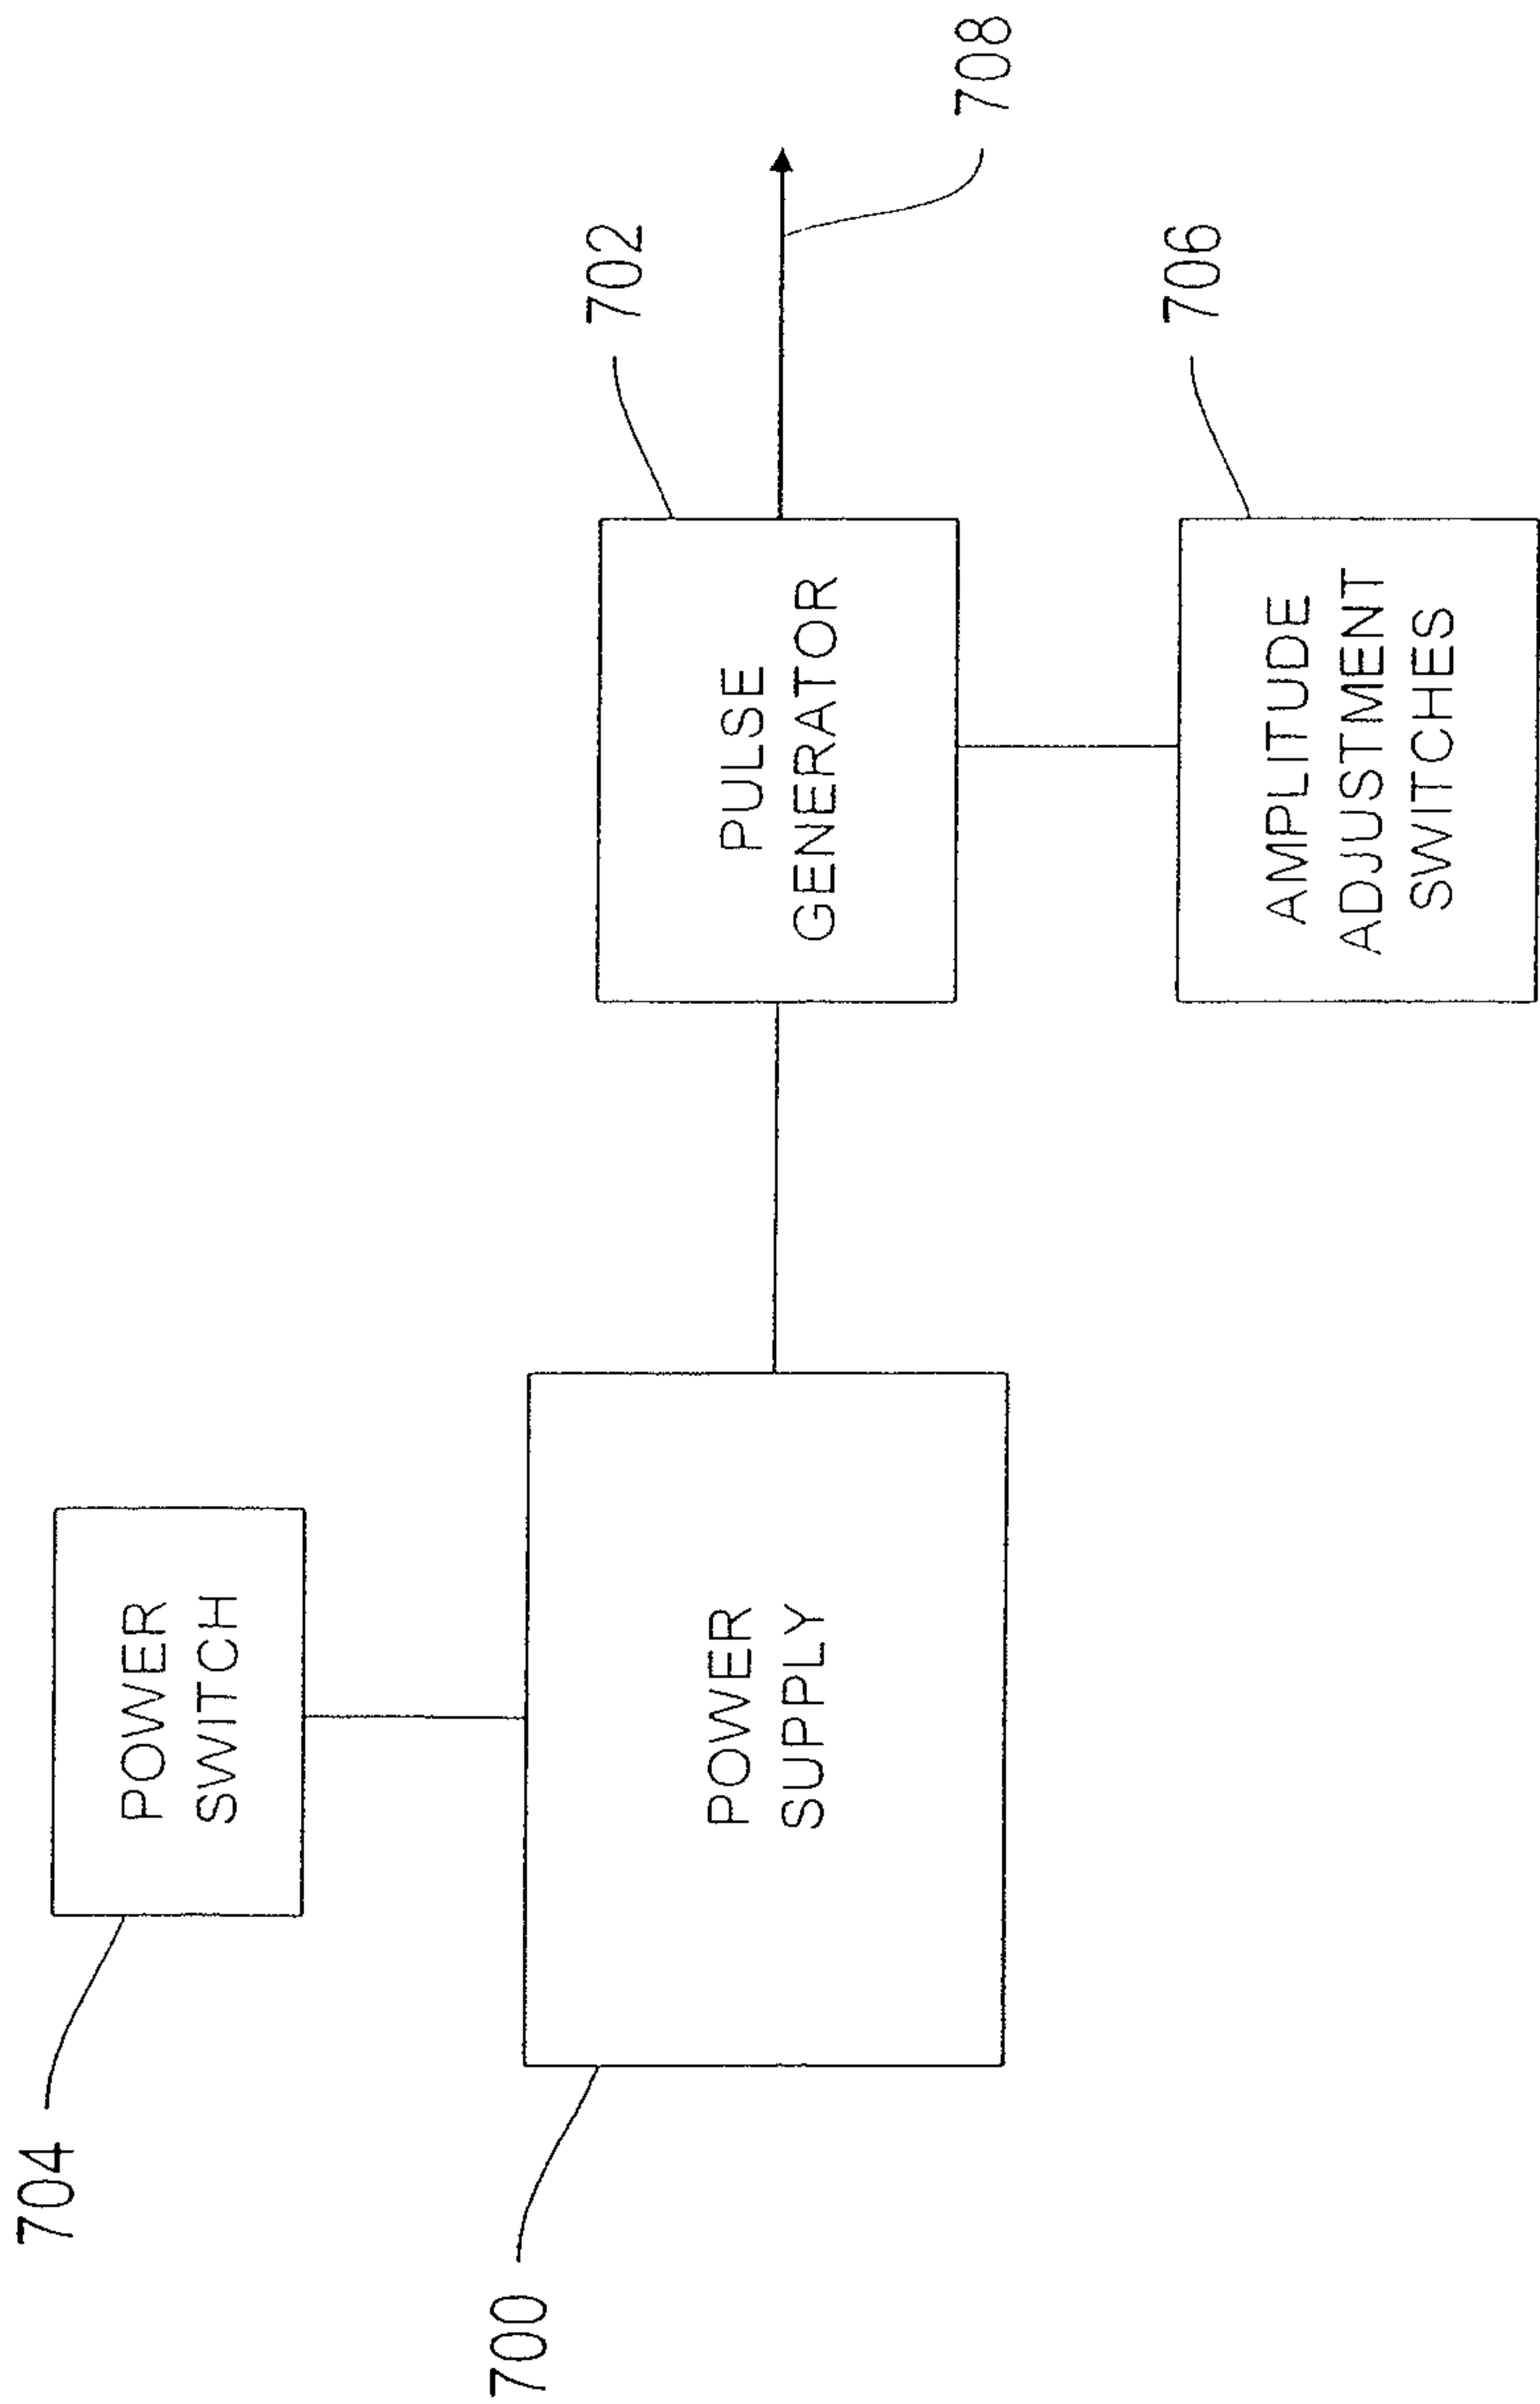 704
POWER
SWITCH
700
POWER
SUPPLY
702
PULSE
GENERATOR
708
706
AMPLITUDE
ADJUSTMENT
SWITCHES